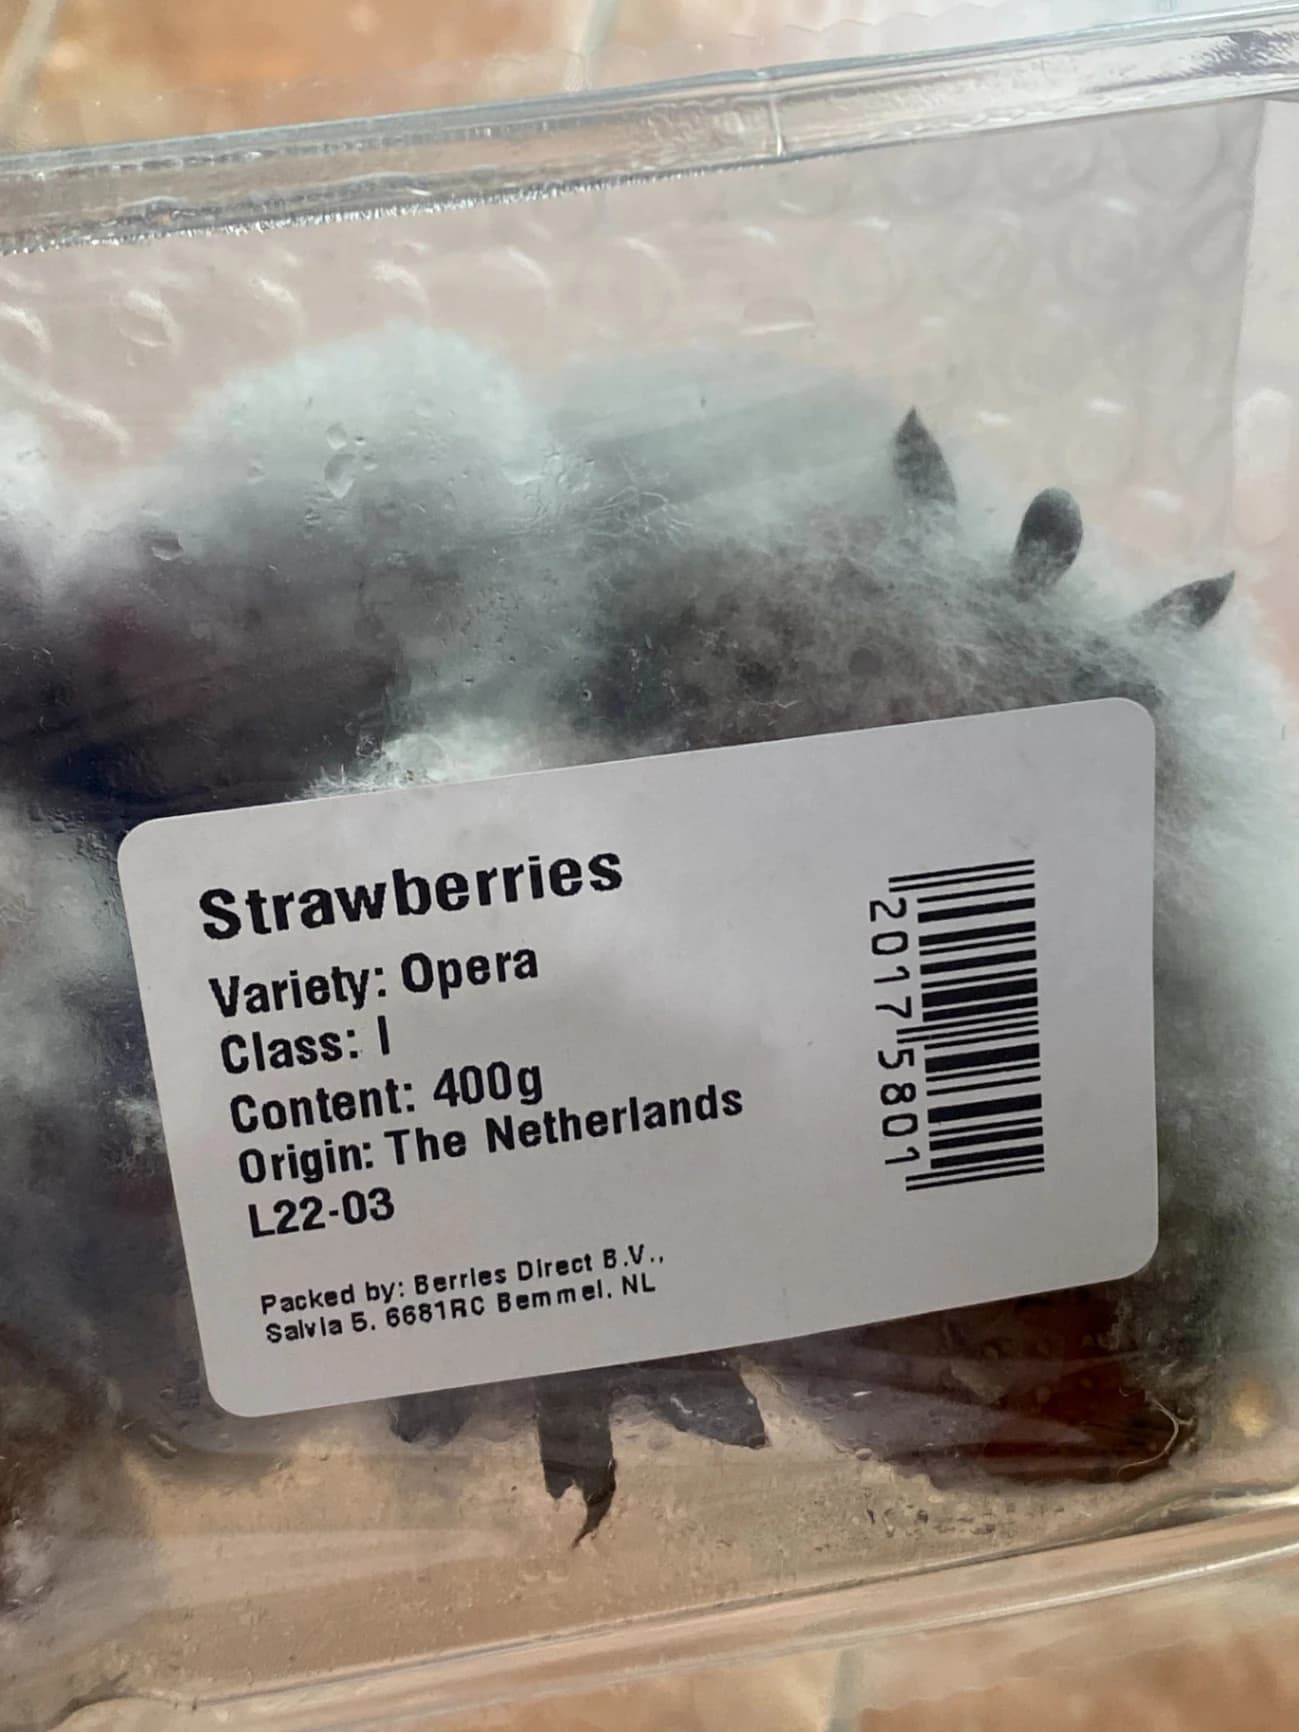 Strawberries
Variety: Opera
Class: I
Content: 400g
Origin: The Netherlands
L22-03
Packed by: Berries Direct B.V.,
Salvia 5. 6681RC Bemmel. NL
2017 5801